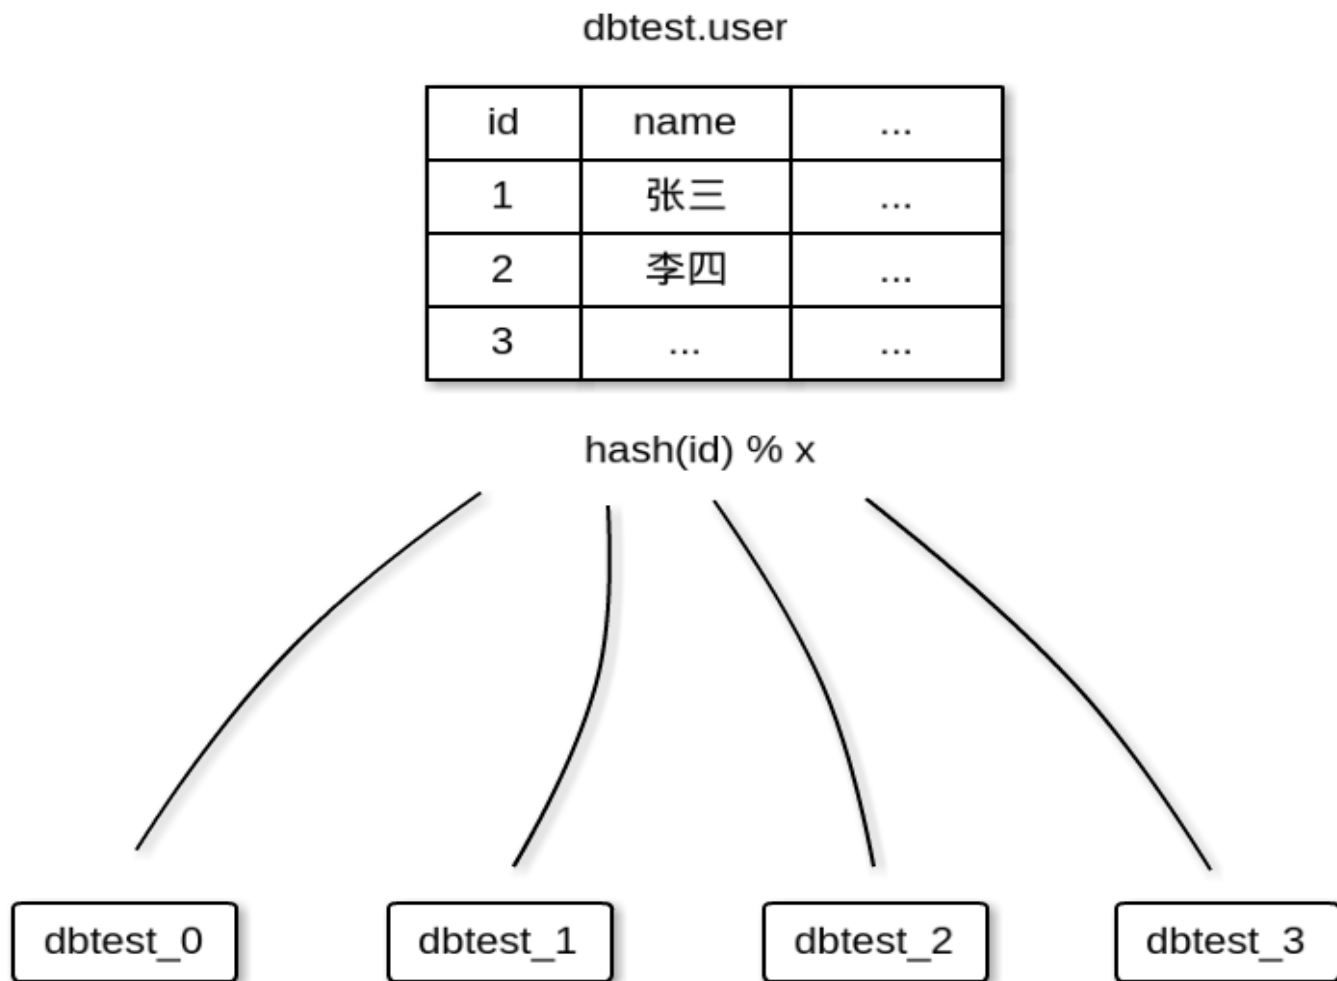 dbtest.user
id name ...
1 张三 ...
2 李四 ...
3 ... ...
hash(id) % x
dbtest_0 dbtest_1 dbtest_2 dbtest_3